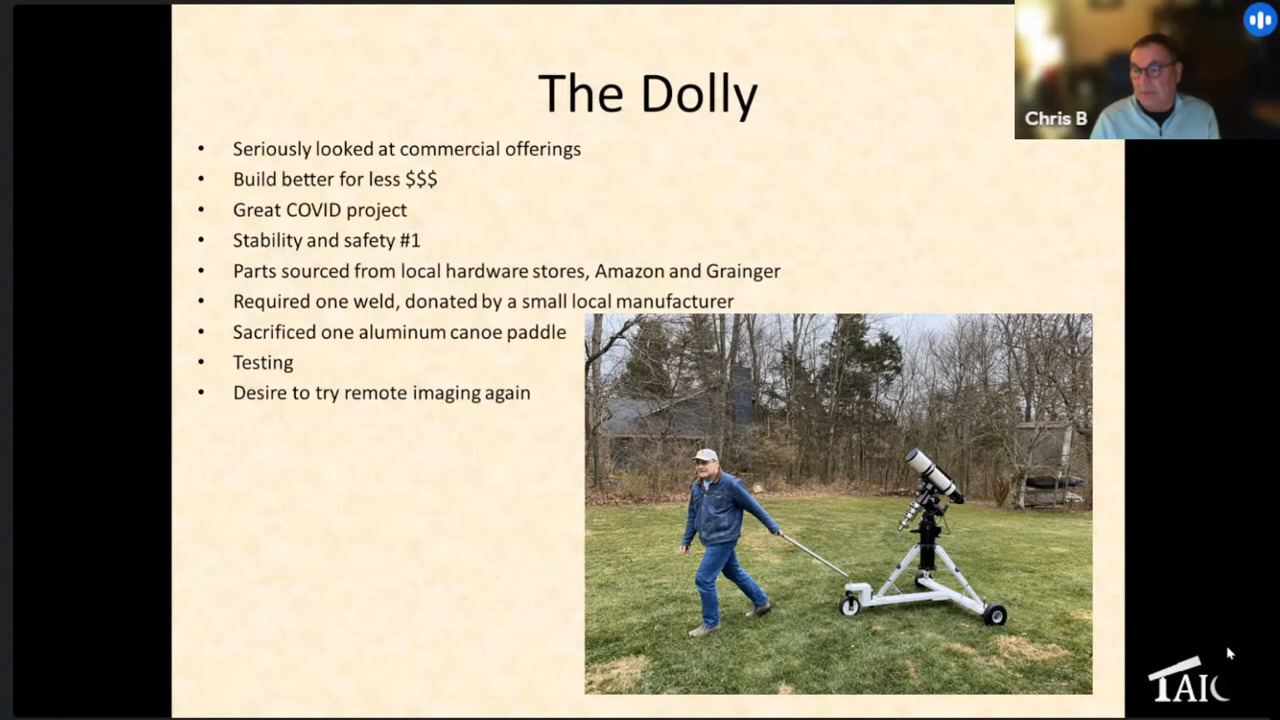 The Dolly
Chris B
• Seriously looked at commercial offerings
• Build better for less $$$
• Great COVID project
• Stability and safety #1
• Parts sourced from local hardware stores, Amazon and Grainger
• Required one weld, donated by a small local manufacturer
• Sacrificed one aluminum canoe paddle
• Testing
• Desire to try remote imaging again
TAIC